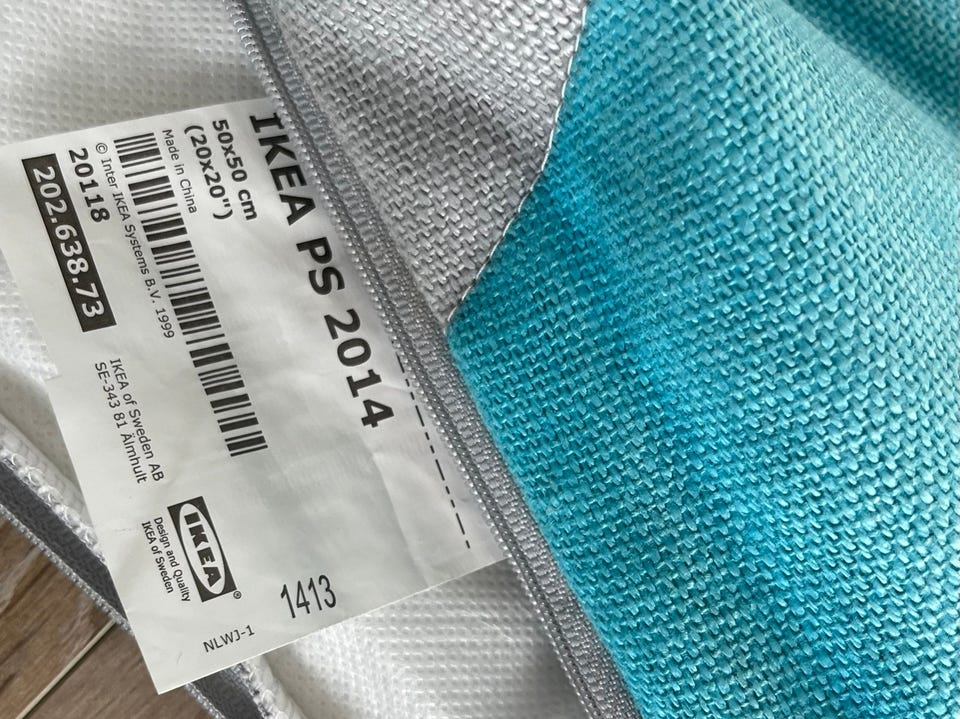 IKEA PS 2014
50x50 cm
(20x20")
Made in China
© Inter IKEA Systems B.V. 1999
20118
202.638.73
IKEA of Sweden AB
SE-343 81 Älmhult
IKEA®
Design and Quality
IKEA of Sweden
1413
NLWJ-1